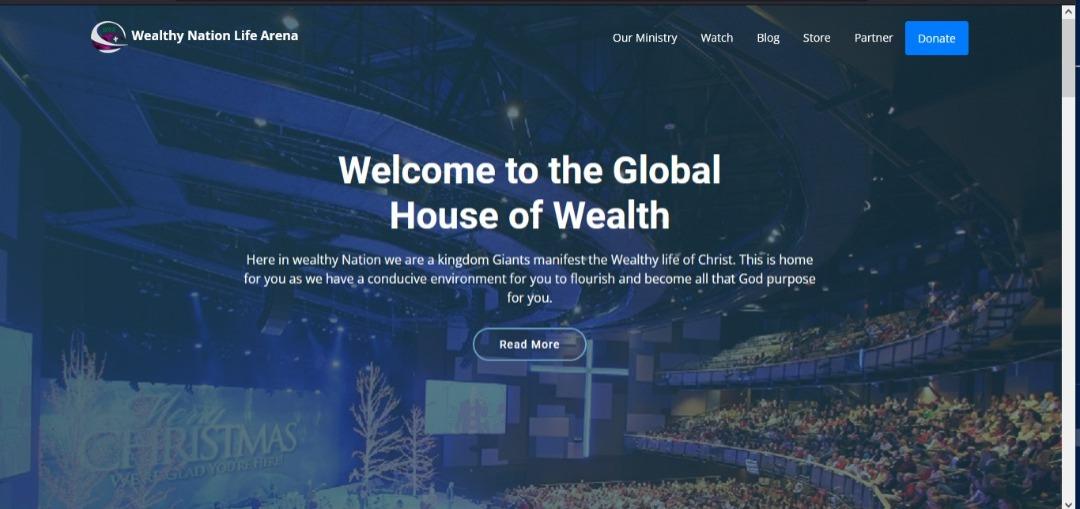 Wealthy Nation Life Arena
Our Ministry Watch Blog Store Partner Donate
Welcome to the Global
House of Wealth
Here in wealthy Nation we are a kingdom Giants manifest the Wealthy life of Christ. This is home
for you as we have a conducive environment for you to flourish and become all that God purpose
for you.
Read More
CHRISTMAS
WE'RE GLAD YOU'RE HERE!